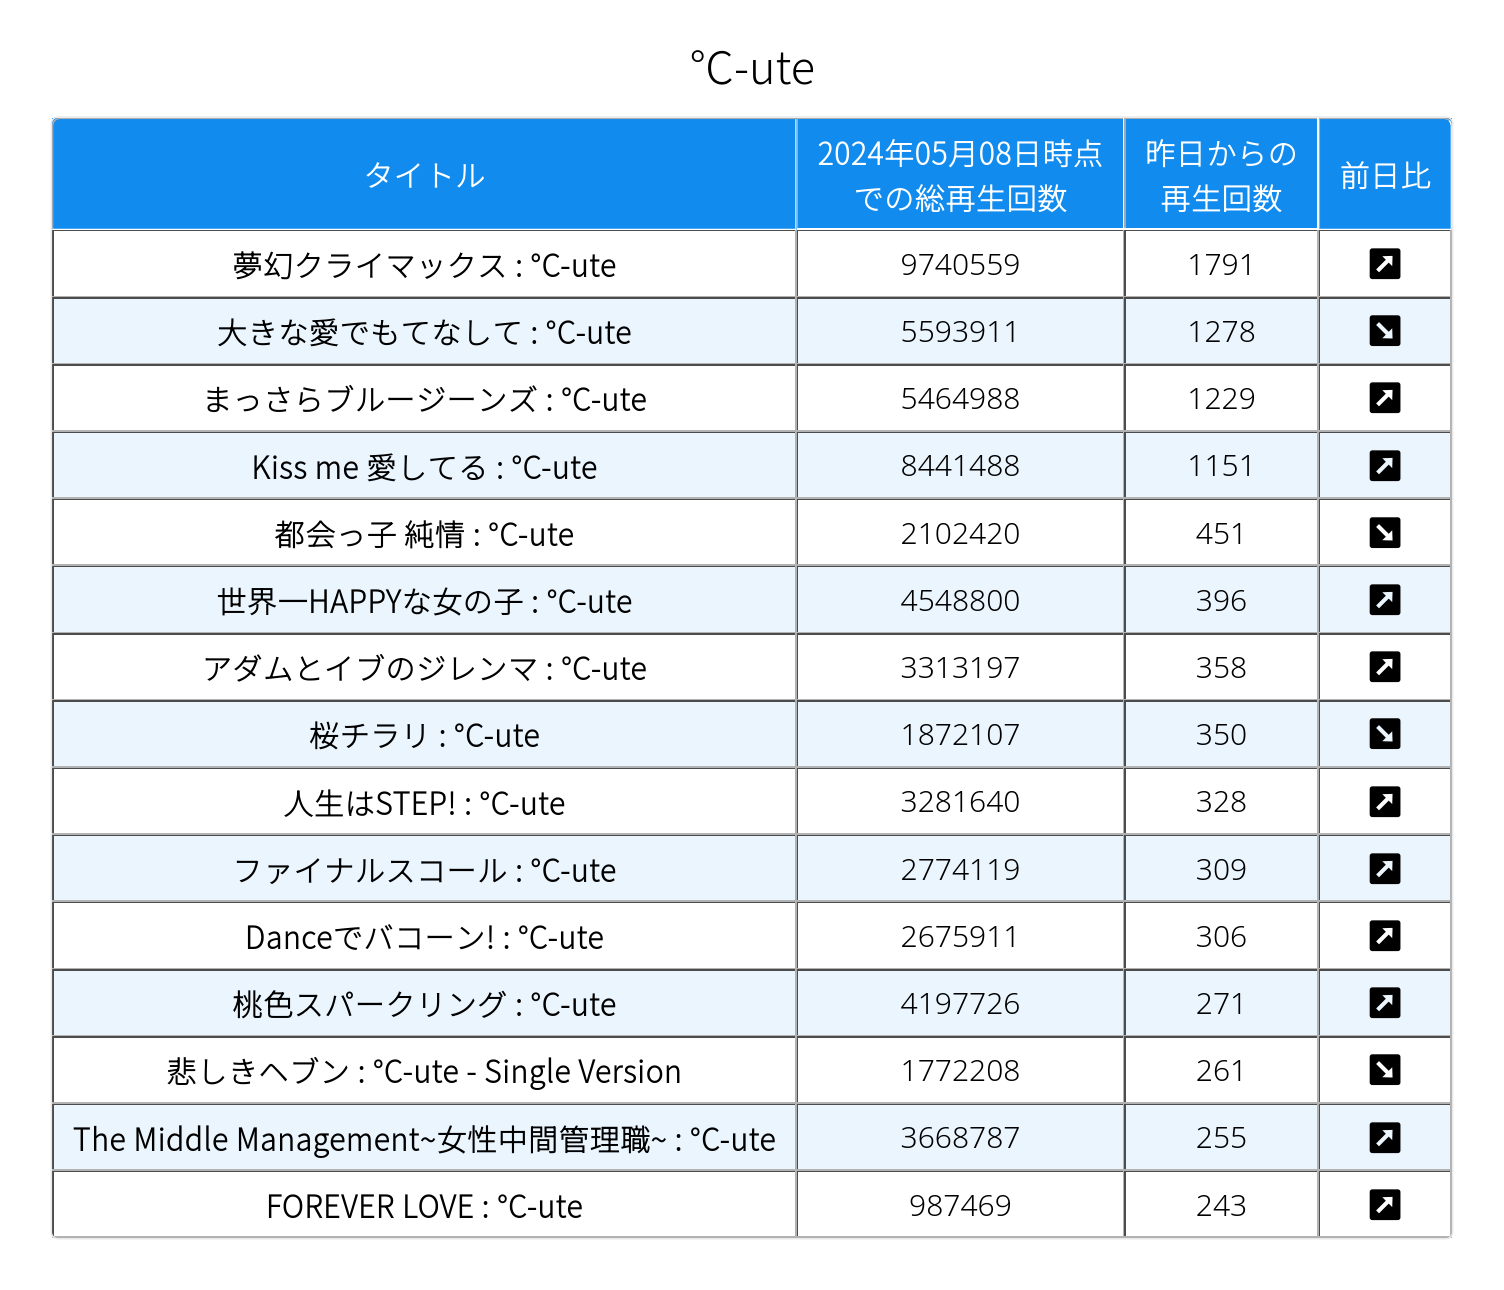 °C-ute
タイトル 2024年05月08日時点 昨日からの 前日比
での総再生回数 再生回数
夢幻クライマックス : °C-ute 9740559 1791
大きな愛でもてなして : °C-ute 5593911 1278
まっさらブルージーンズ : °C-ute 5464988 1229
Kiss me 愛してる : °C-ute 8441488 1151
都会っ子 純情 : °C-ute 2102420 451
世界一HAPPYな女の子 : °C-ute 4548800 396
アダムとイブのジレンマ : °C-ute 3313197 358
桜チラリ : °C-ute 1872107 350
人生はSTEP! : °C-ute 3281640 328
ファイナルスコール : °C-ute 2774119 309
Danceでバコーン! : °C-ute 2675911 306
桃色スパークリング : °C-ute 4197726 271
悲しきヘブン : °C-ute - Single Version 1772208 261
The Middle Management~女性中間管理職~ : °C-ute 3668787 255
FOREVER LOVE : °C-ute 987469 243